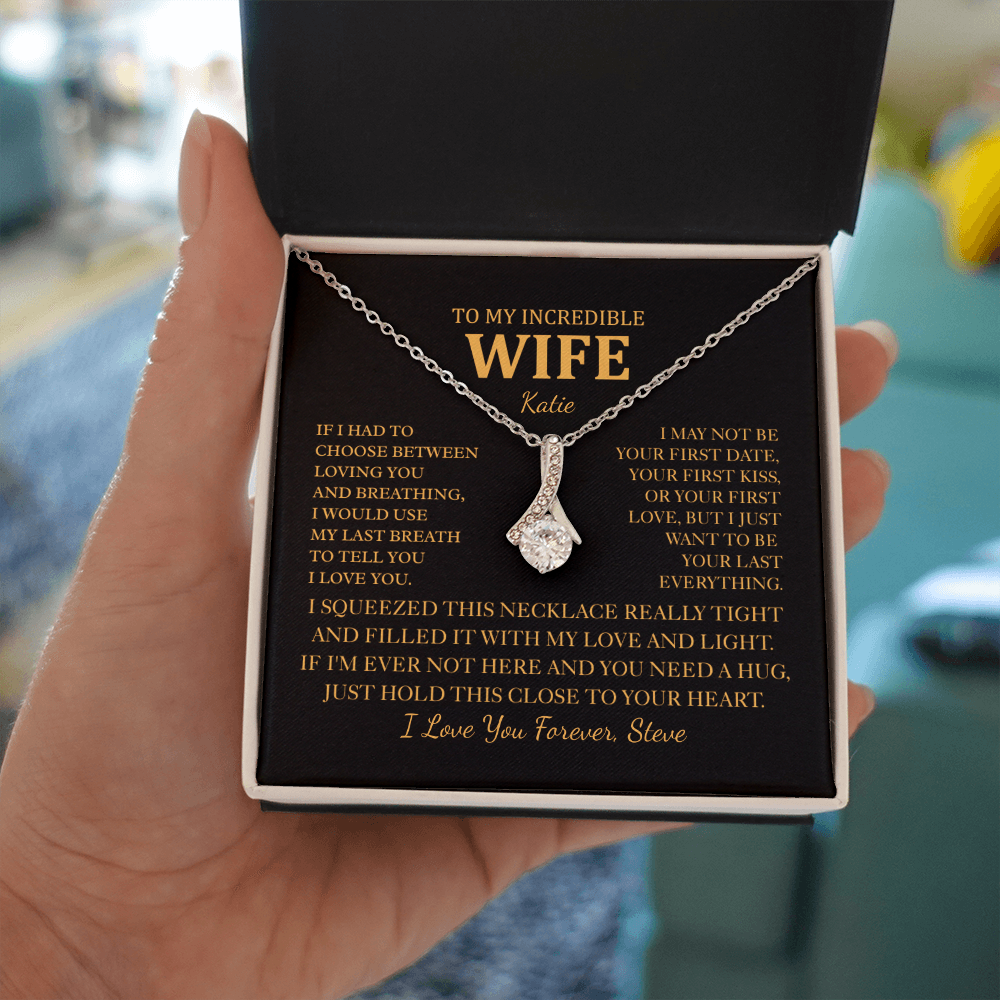 TO MY INCREDIBLE
WIFE
Katie
IF I HAD TO
CHOOSE BETWEEN
LOVING YOU
AND BREATHING,
I WOULD USE
MY LAST BREATH
TO TELL YOU
I LOVE YOU.
I MAY NOT BE
YOUR FIRST DATE,
YOUR FIRST KISS,
OR YOUR FIRST
LOVE, BUT I JUST
WANT TO BE
YOUR LAST
EVERYTHING.
I SQUEEZED THIS NECKLACE REALLY TIGHT
AND FILLED IT WITH MY LOVE AND LIGHT.
IF I'M EVER NOT HERE AND YOU NEED A HUG,
JUST HOLD THIS CLOSE TO YOUR HEART.
I Love You Forever, Steve